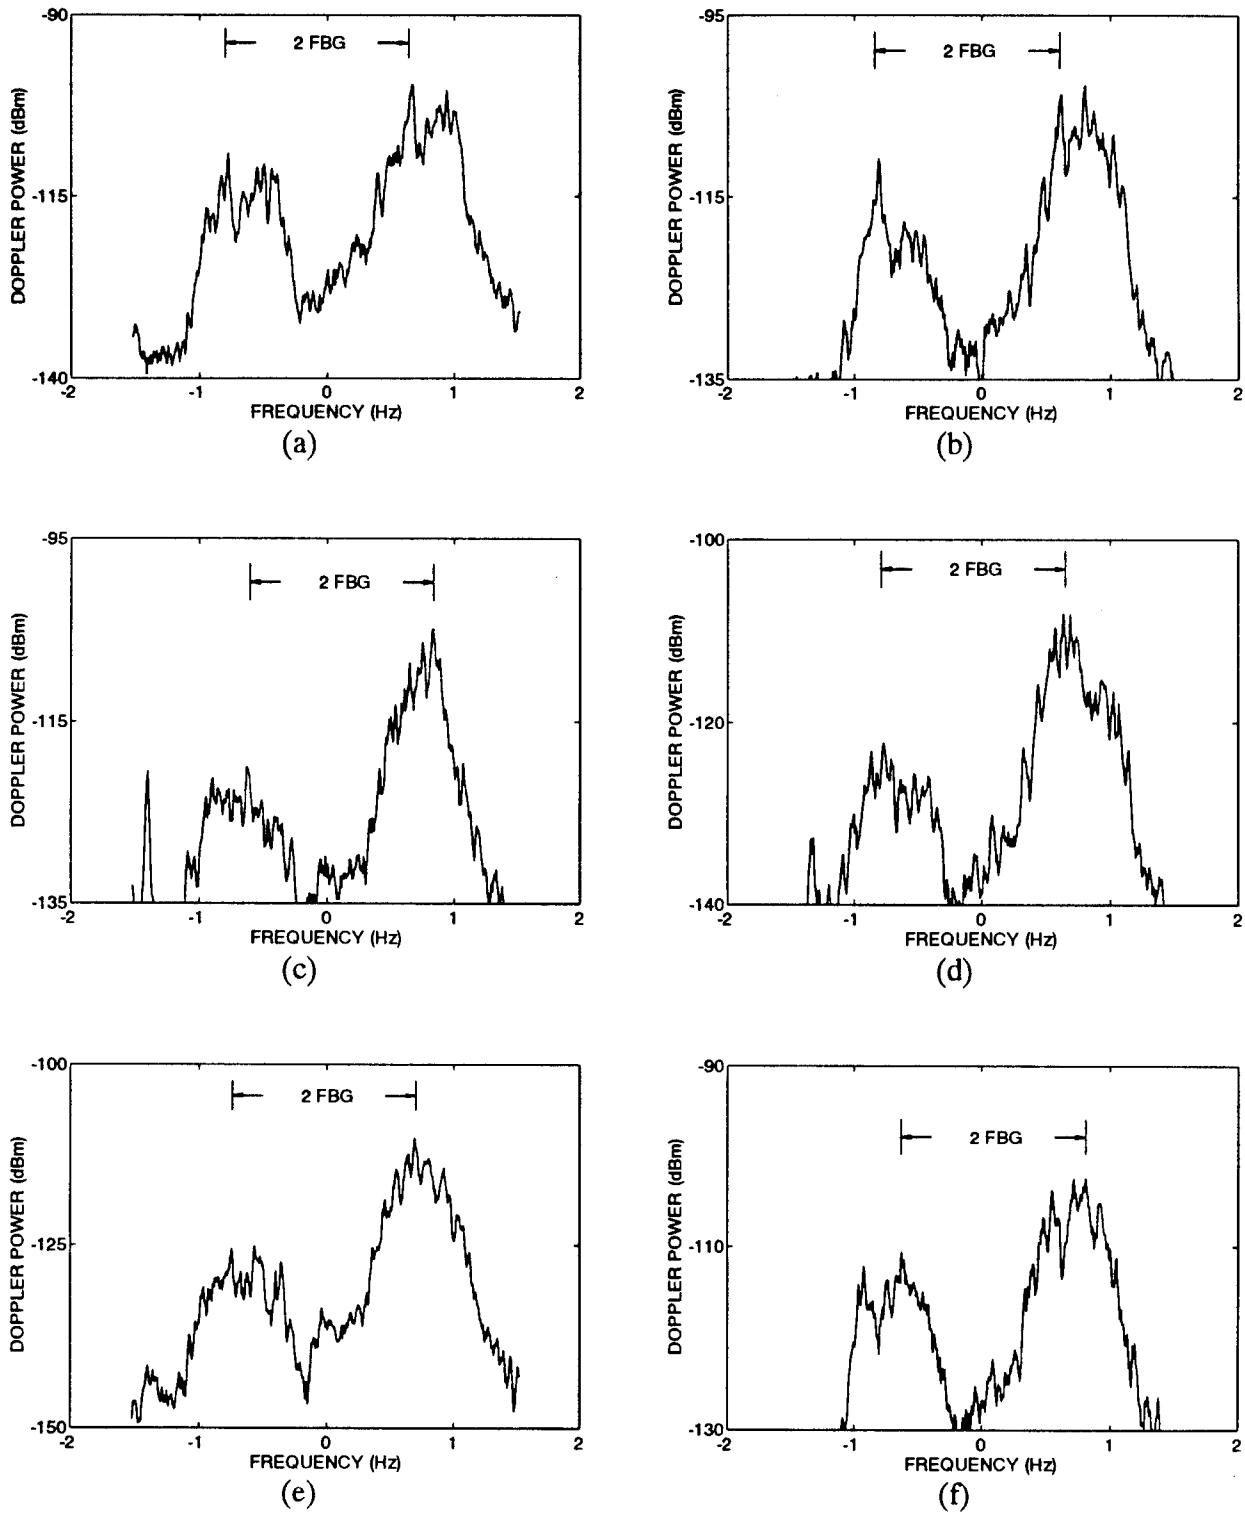 -90
2 FBG
DOPPLER POWER (dBm)
-115
-140
-2 -1 0 1 2
FREQUENCY (Hz)
(a)
-95
2 FBG
DOPPLER POWER (dBm)
-115
-135
-2 -1 0 1 2
FREQUENCY (Hz)
(b)
-95
2 FBG
DOPPLER POWER (dBm)
-115
-135
-2 -1 0 1 2
FREQUENCY (Hz)
(c)
-100
2 FBG
DOPPLER POWER (dBm)
-120
-140
-2 -1 0 1 2
FREQUENCY (Hz)
(d)
-100
2 FBG
DOPPLER POWER (dBm)
-125
-150
-2 -1 0 1 2
FREQUENCY (Hz)
(e)
-90
2 FBG
DOPPLER POWER (dBm)
-110
-130
-2 -1 0 1 2
FREQUENCY (Hz)
(f)